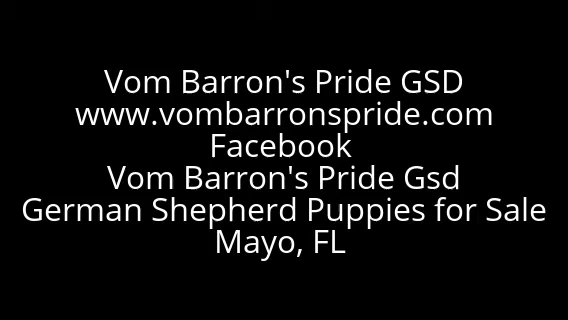 Vom Barron's Pride GSD
www.vombarronspride.com
Facebook
Vom Barron's Pride Gsd
German Shepherd Puppies for Sale
Mayo, FL